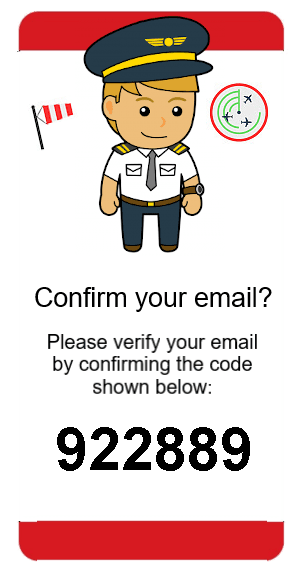 Confirm your email?
Please verify your email
by confirming the code
shown below:
922889